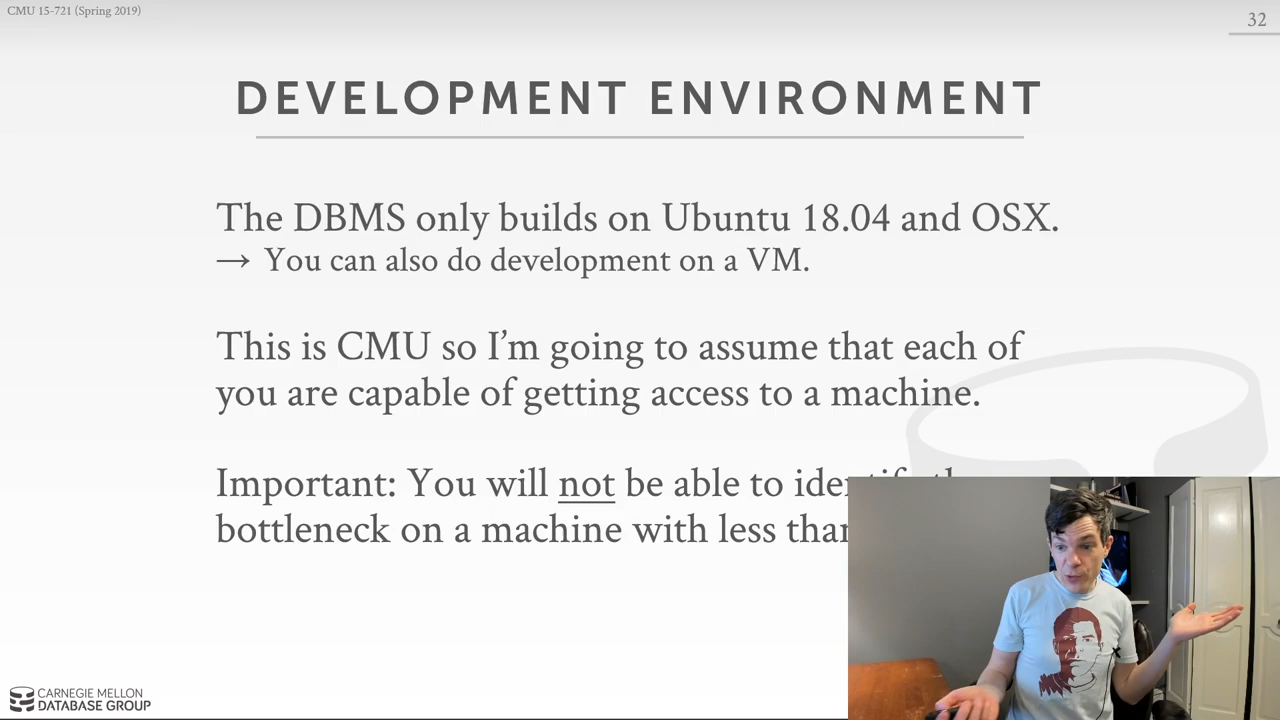 CMU 15-721 (Spring 2019)
32
DEVELOPMENT ENVIRONMENT
The DBMS only builds on Ubuntu 18.04 and OSX.
→ You can also do development on a VM.
This is CMU so I'm going to assume that each of
you are capable of getting access to a machine.
Important: You will not be able to
bottleneck on a machine with less than
CARNEGIE MELLON
DATABASE GROUP